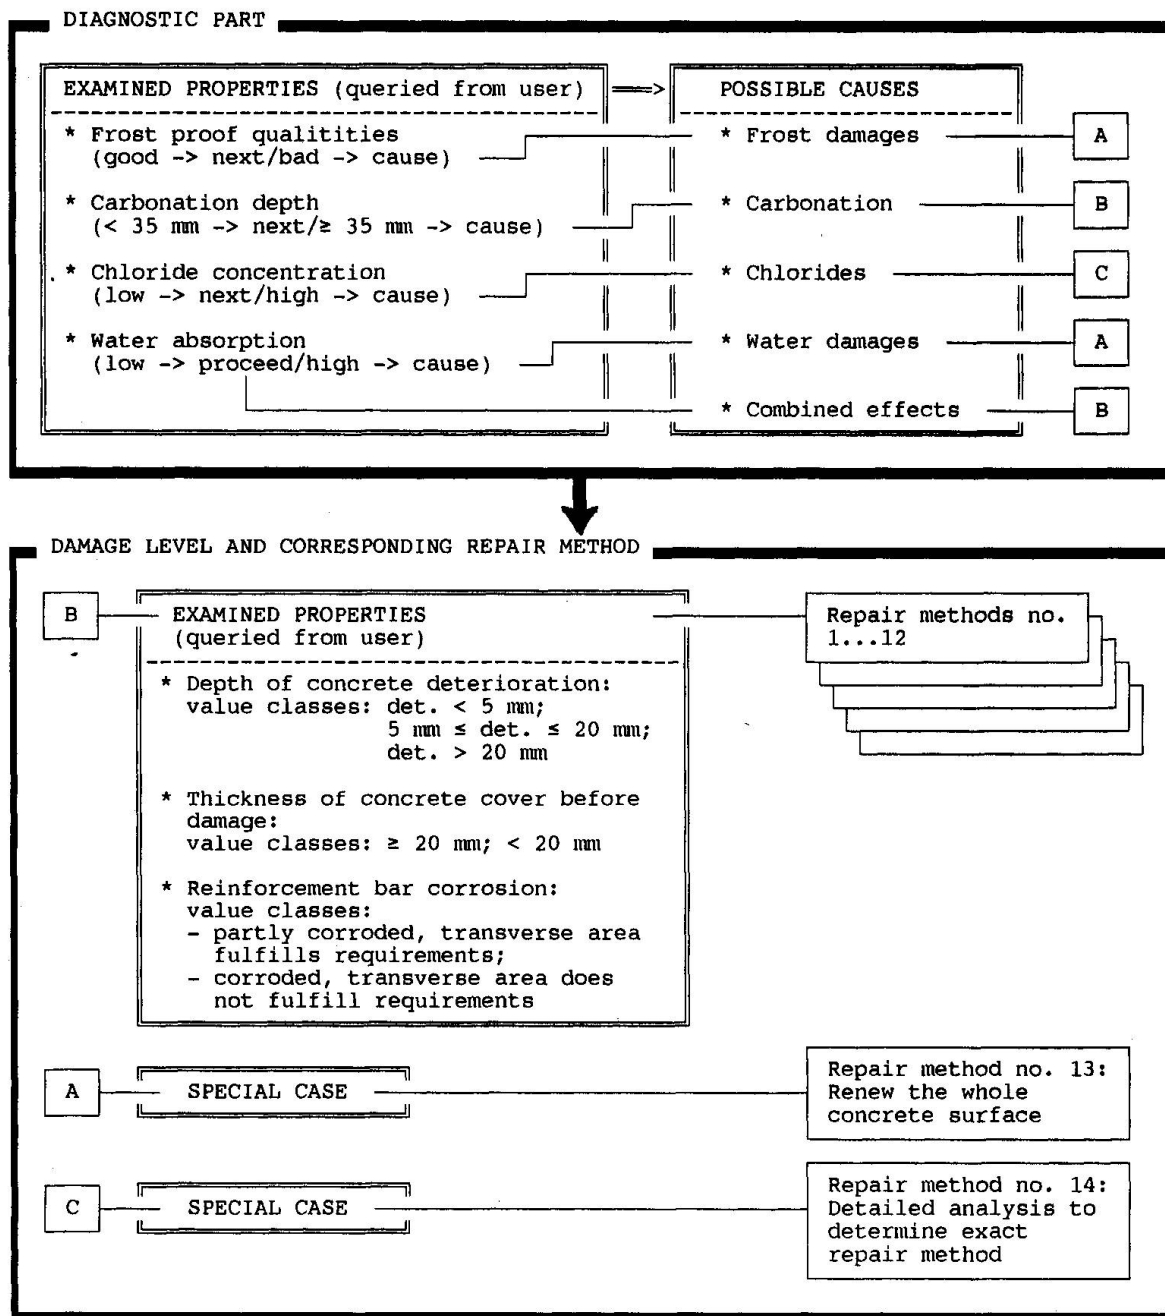 DIAGNOSTIC PART
EXAMINED PROPERTIES (queried from user) ==>
POSSIBLE CAUSES
* Frost proof qualitities
(good -> next/bad -> cause)
* Frost damages
A
* Carbonation depth
(< 35 mm -> next/≥ 35 mm -> cause)
* Carbonation
B
* Chloride concentration
(low -> next/high -> cause)
* Chlorides
C
* Water absorption
(low -> proceed/high -> cause)
* Water damages
A
* Combined effects
B
DAMAGE LEVEL AND CORRESPONDING REPAIR METHOD
B
EXAMINED PROPERTIES
(queried from user)
* Depth of concrete deterioration:
value classes: det. < 5 mm;
5 mm ≤ det. ≤ 20 mm;
det. > 20 mm
* Thickness of concrete cover before
damage:
value classes: ≥ 20 mm; < 20 mm
* Reinforcement bar corrosion:
value classes:
- partly corroded, transverse area
fulfills requirements;
- corroded, transverse area does
not fulfill requirements
Repair methods no.
1...12
A
SPECIAL CASE
Repair method no. 13:
Renew the whole
concrete surface
C
SPECIAL CASE
Repair method no. 14:
Detailed analysis to
determine exact
repair method